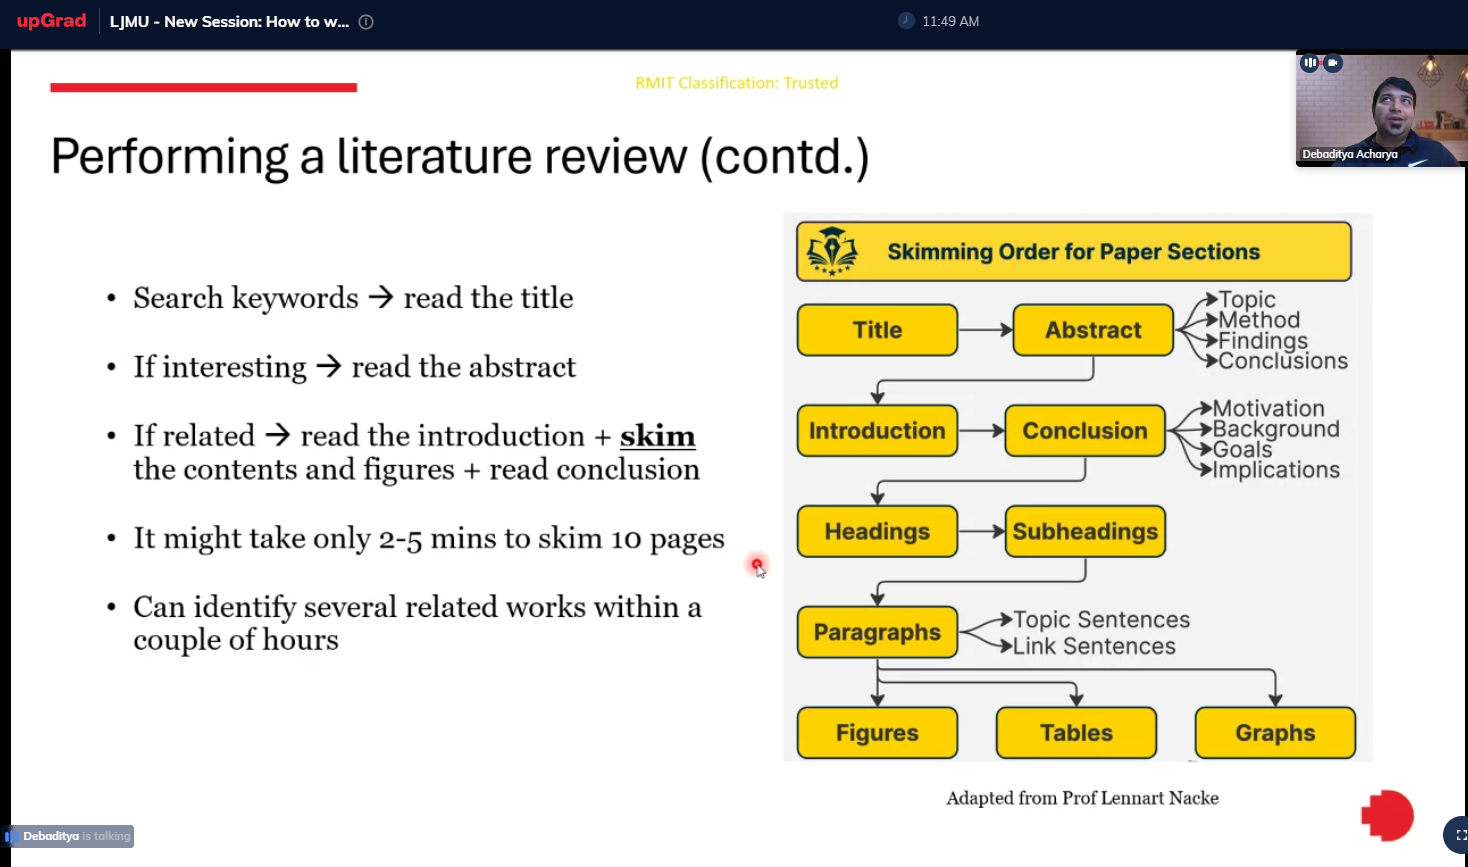 upGrad
LJMU - New Session: How to w...
11:49 AM
RMIT Classification: Trusted
Debaditya Acharya
Performing a literature review (contd.)
• Search keywords → read the title
• If interesting → read the abstract
• If related → read the introduction + skim
the contents and figures + read conclusion
• It might take only 2-5 mins to skim 10 pages
• Can identify several related works within a
couple of hours
Skimming Order for Paper Sections
Title
Abstract
Topic
Method
Findings
Conclusions
Introduction
Conclusion
Motivation
Background
Goals
Implications
Headings
Subheadings
Paragraphs
Topic Sentences
Link Sentences
Figures
Tables
Graphs
Adapted from Prof Lennart Nacke
Debaditya is talking